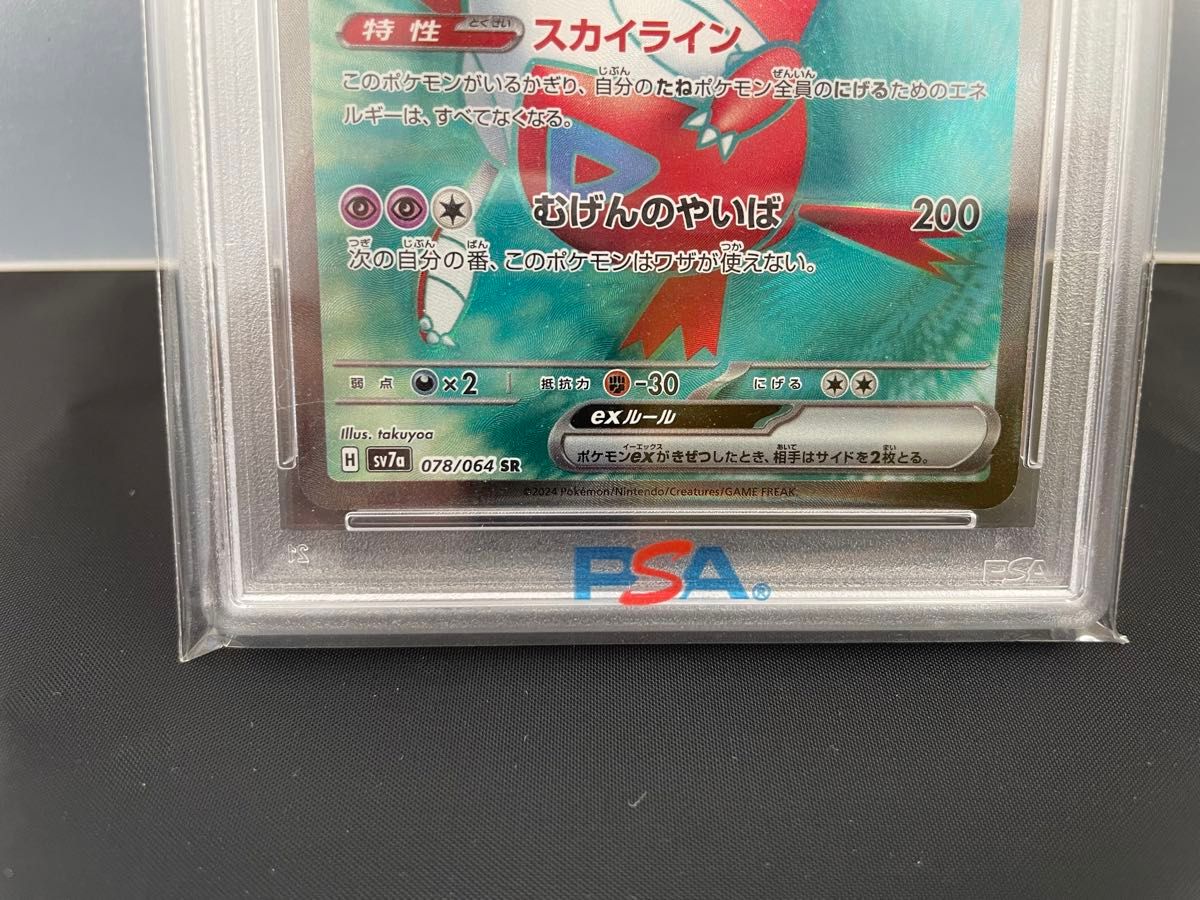 特性 とくせい スカイライン
このポケモンがいるかぎり、自分のたねポケモン全員のにげるためのエネ
ルギーは、すべてなくなる。
むげんのやいば 200
次の自分の番、このポケモンはワザが使えない。
弱点 ×2 抵抗力 -30 にげる
exルール
ポケモンexがきぜつしたとき、相手はサイドを2枚とる。
Illus. takuyoa
H sv7a 078/064 SR
©2024 Pokémon/Nintendo/Creatures/GAME FREAK.
PSA®
PSA